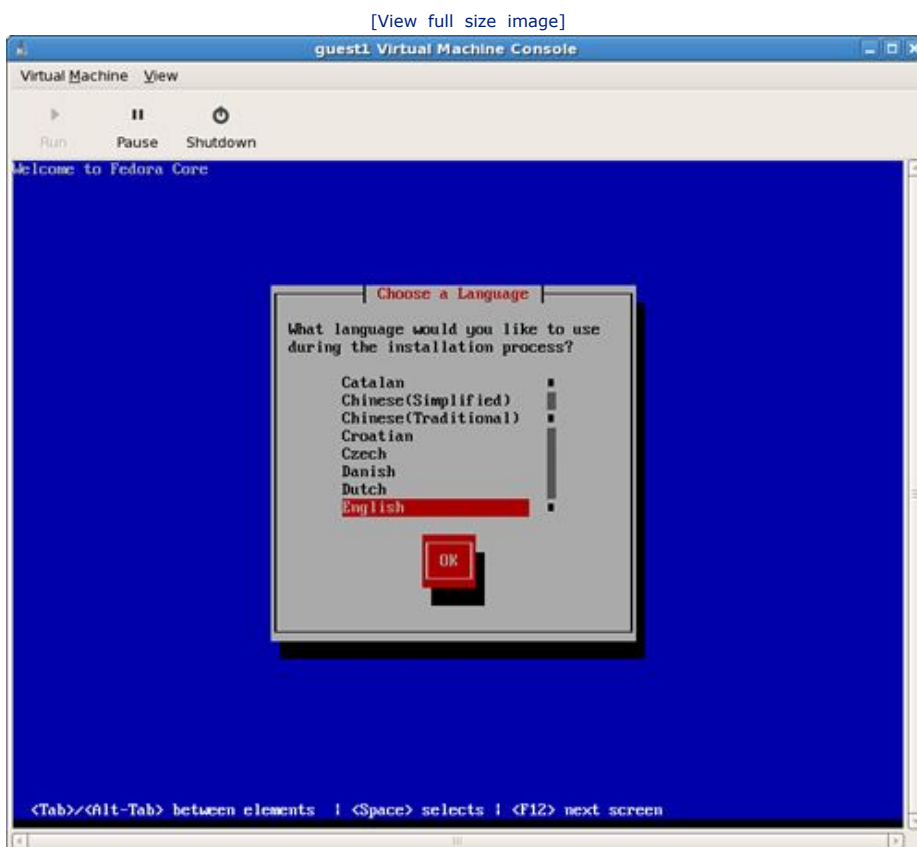 [View full size image]
guest1 Virtual Machine Console
Virtual Machine View
Run Pause Shutdown
Welcome to Fedora Core
Choose a Language
What language would you like to use
during the installation process?
Catalan
Chinese(Simplified)
Chinese(Traditional)
Croatian
Czech
Danish
Dutch
English
OK
<Tab>/<Alt-Tab> between elements | <Space> selects | <F12> next screen